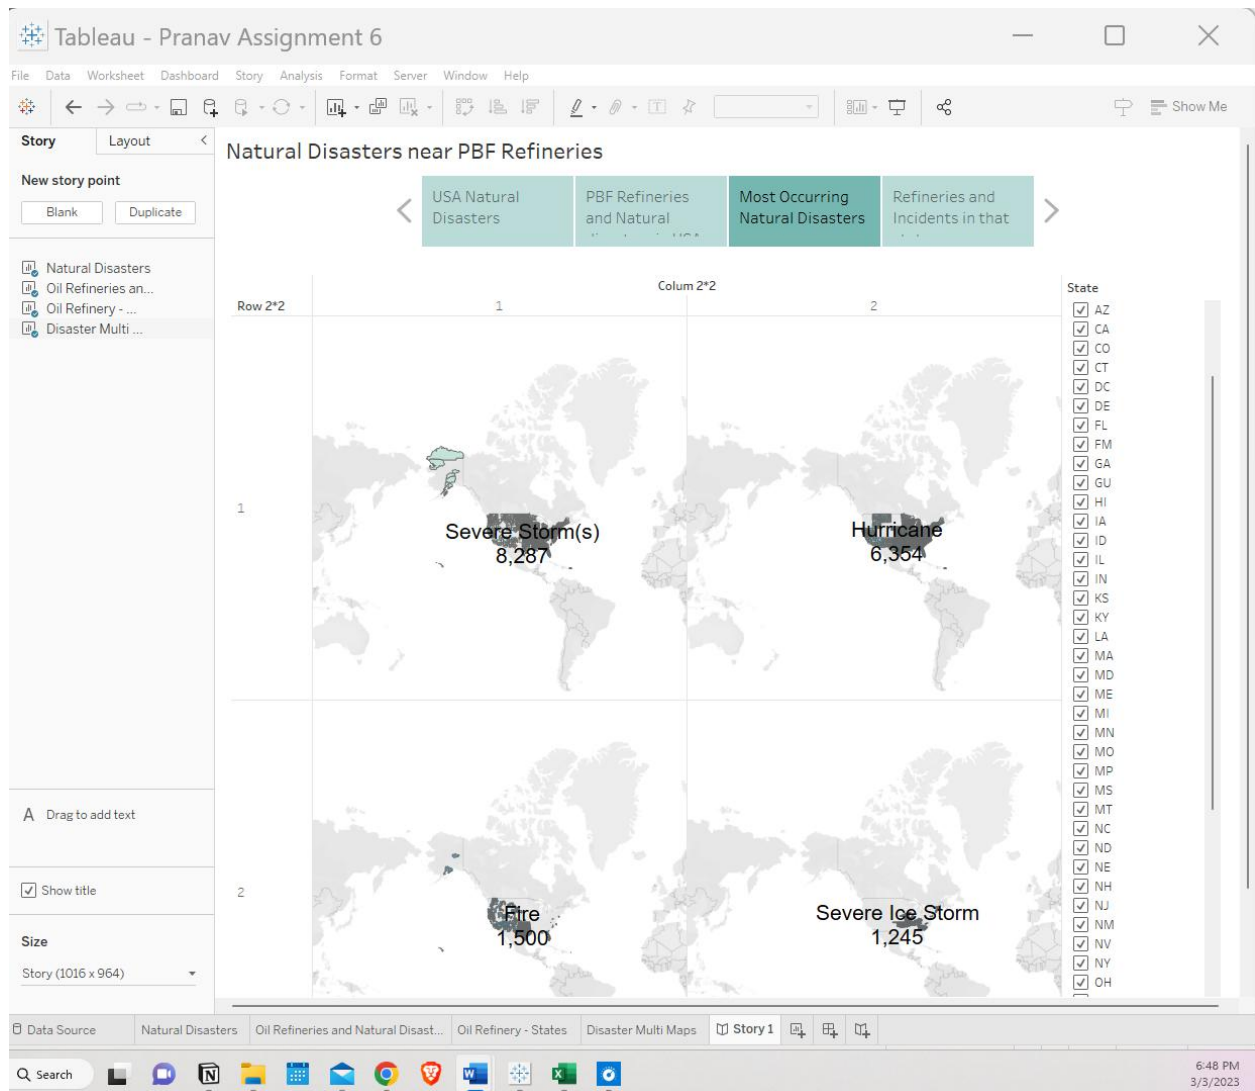 Tableau - Pranav Assignment 6
File Data Worksheet Dashboard Story Analysis Format Server Window Help
Show Me
Story Layout
Natural Disasters near PBF Refineries
New story point
Blank Duplicate
USA Natural
Disasters
PBF Refineries
and Natural
Most Occurring
Natural Disasters
Refineries and
Incidents in that
Natural Disasters
Oil Refineries an...
Oil Refinery - ...
Disaster Multi ...
Colum 2*2
Row 2*2
1
2
1
Severe Storm(s)
8,287
Hurricane
6,354
2
Fire
1,500
Severe Ice Storm
1,245
State
AZ
CA
CO
CT
DC
DE
FL
FM
GA
GU
HI
IA
ID
IL
IN
KS
KY
LA
MA
MD
ME
MI
MN
MO
MP
MS
MT
NC
ND
NE
NH
NJ
NM
NV
NY
OH
A Drag to add text
Show title
Size
Story (1016 x 964)
Data Source Natural Disasters Oil Refineries and Natural Disast... Oil Refinery - States Disaster Multi Maps Story 1
Search
6:48 PM
3/3/2023